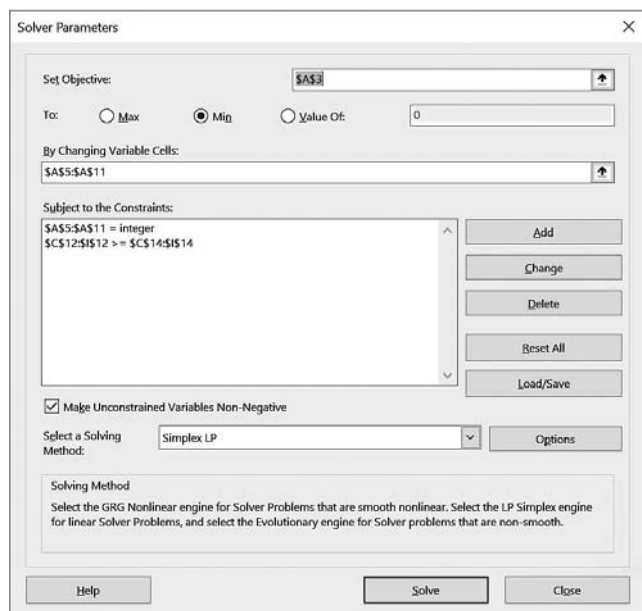 Solver Parameters
Set Objective:
$A$3
To:
Max
Min
Value Of:
0
By Changing Variable Cells:
$A$5:$A$11
Subject to the Constraints:
$A$5:$A$11 = integer
$C$12:$I$12 >= $C$14:$I$14
Add
Change
Delete
Reset All
Load/Save
Make Unconstrained Variables Non-Negative
Select a Solving
Method:
Simplex LP
Options
Solving Method
Select the GRG Nonlinear engine for Solver Problems that are smooth nonlinear. Select the LP Simplex engine
for linear Solver Problems, and select the Evolutionary engine for Solver problems that are non-smooth.
Help
Solve
Close